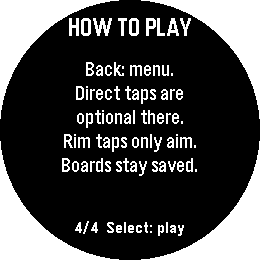 HOW TO PLAY
Back: menu.
Direct taps are
optional there.
Rim taps only aim.
Boards stay saved.
4/4 Select: play